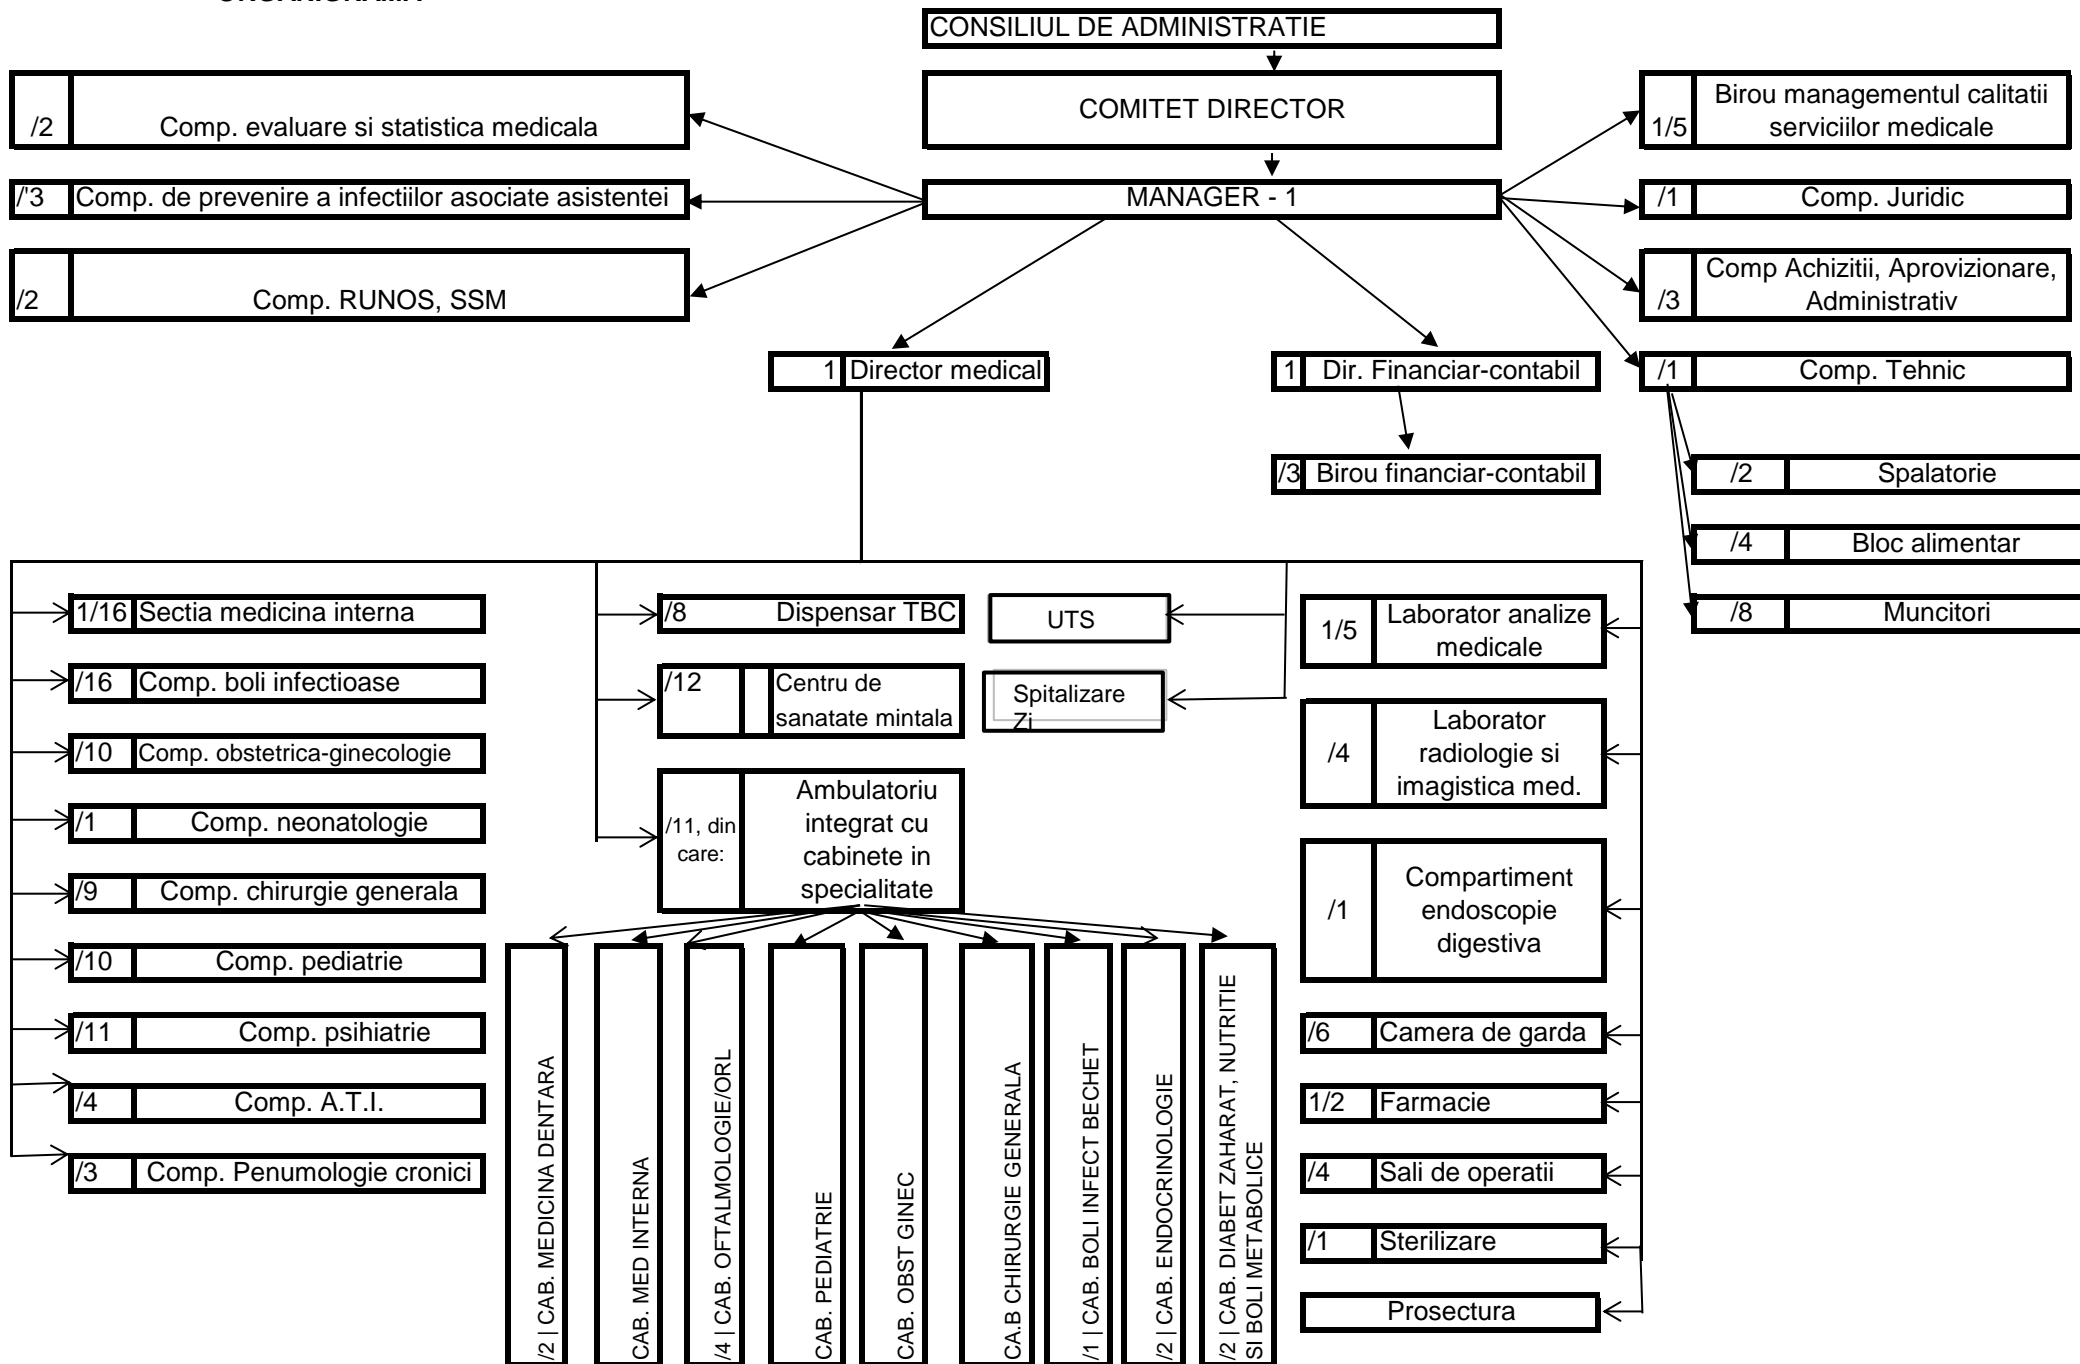 CONSILIUL DE ADMINISTRATIE
COMITET DIRECTOR
MANAGER - 1
/2 Comp. evaluare si statistica medicala
/'3 Comp. de prevenire a infectiilor asociate asistentei
/2 Comp. RUNOS, SSM
1/5 Birou managementul calitatii
serviciilor medicale
/1 Comp. Juridic
/3 Comp Achizitii, Aprovizionare,
Administrativ
/1 Comp. Tehnic
1 Director medical
1 Dir. Financiar-contabil
/3 Birou financiar-contabil
/2 Spalatorie
/4 Bloc alimentar
/8 Muncitori
1/16 Sectia medicina interna
/16 Comp. boli infectioase
/10 Comp. obstetrica-ginecologie
/1 Comp. neonatologie
/9 Comp. chirurgie generala
/10 Comp. pediatrie
/11 Comp. psihiatrie
/4 Comp. A.T.I.
/3 Comp. Penumologie cronici
/8 Dispensar TBC
/12 Centru de
sanatate mintala
/11, din
care:
Ambulatoriu
integrat cu
cabinete in
specialitate
UTS
Spitalizare
Zi
/2 | CAB. MEDICINA DENTARA
CAB. MED INTERNA
/4 | CAB. OFTALMOLOGIE/ORL
CAB. PEDIATRIE
CAB. OBST GINEC
CA.B CHIRURGIE GENERALA
/1 | CAB. BOLI INFECT BECHET
/2 | CAB. ENDOCRINOLOGIE
/2 | CAB. DIABET ZAHARAT, NUTRITIE
SI BOLI METABOLICE
1/5 Laborator analize
medicale
/4 Laborator
radiologie si
imagistica med.
/1 Compartiment
endoscopie
digestiva
/6 Camera de garda
1/2 Farmacie
/4 Sali de operatii
/1 Sterilizare
Prosectura